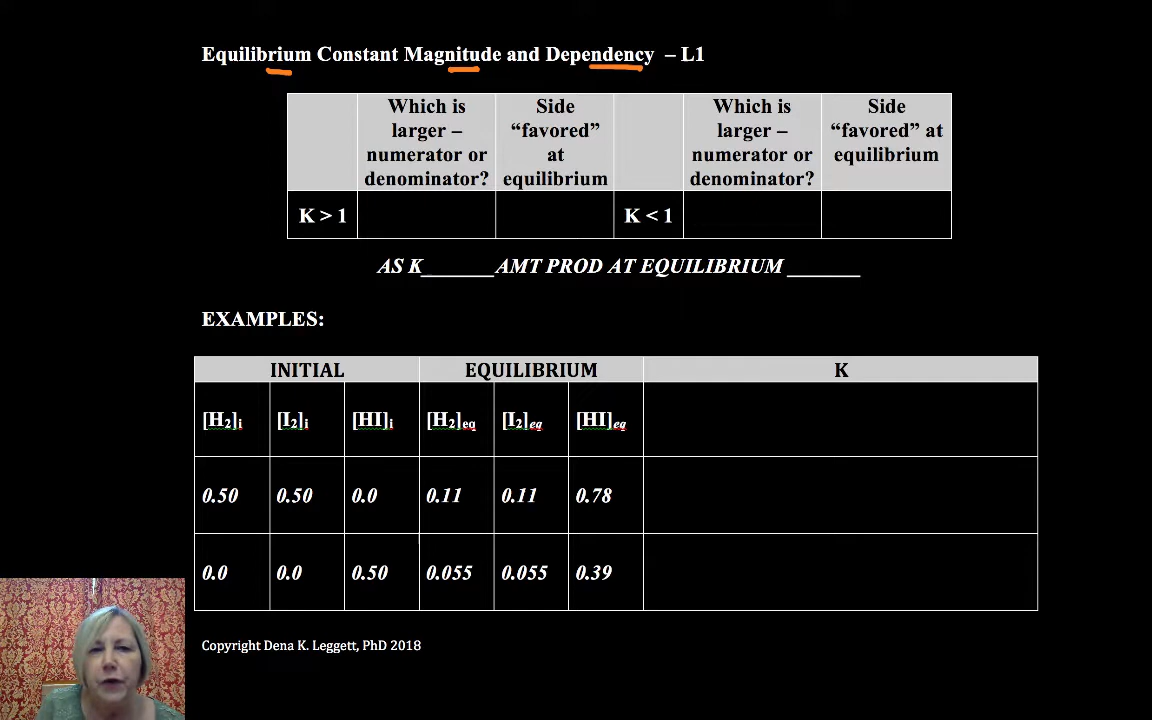 Equilibrium Constant Magnitude and Dependency – L1
Which is larger – numerator or denominator?
Side “favored” at equilibrium
Which is larger – numerator or denominator?
Side “favored” at equilibrium
K > 1
K < 1
AS K_______AMT PROD AT EQUILIBRIUM _______
EXAMPLES:
INITIAL EQUILIBRIUM K
[H2]i [I2]i [HI]i [H2]eq [I2]eq [HI]eq
0.50 0.50 0.0 0.11 0.11 0.78
0.0 0.0 0.50 0.055 0.055 0.39
Copyright Dena K. Leggett, PhD 2018